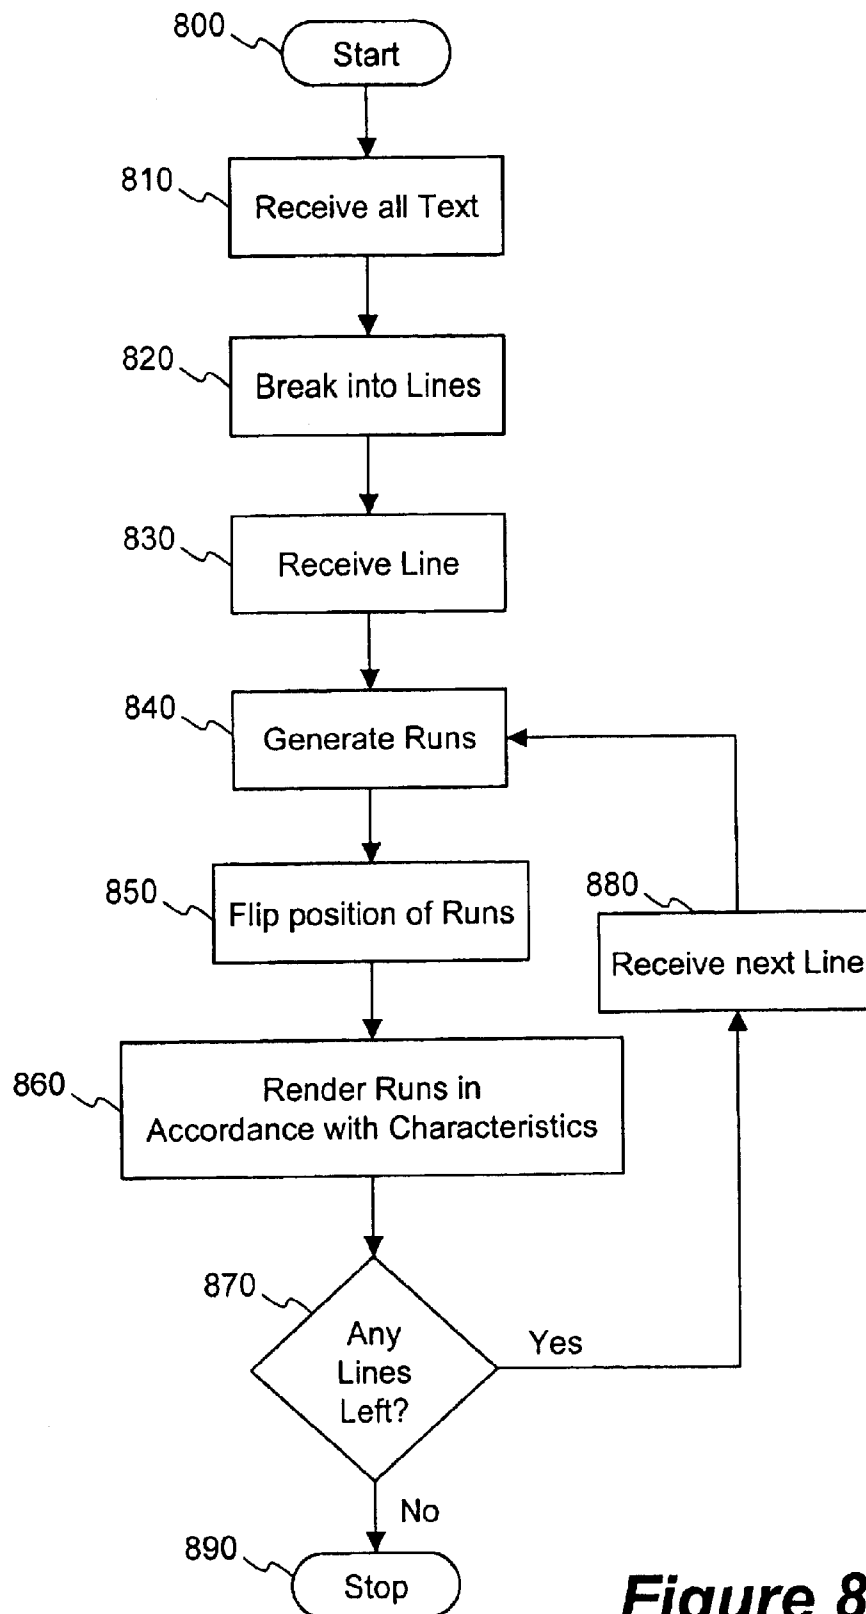 800
Start
810
Receive all Text
820
Break into Lines
830
Receive Line
840
Generate Runs
850
Flip position of Runs
880
Receive next Line
860
Render Runs in
Accordance with Characteristics
870
Any
Lines
Left?
Yes
No
890
Stop
Figure 8